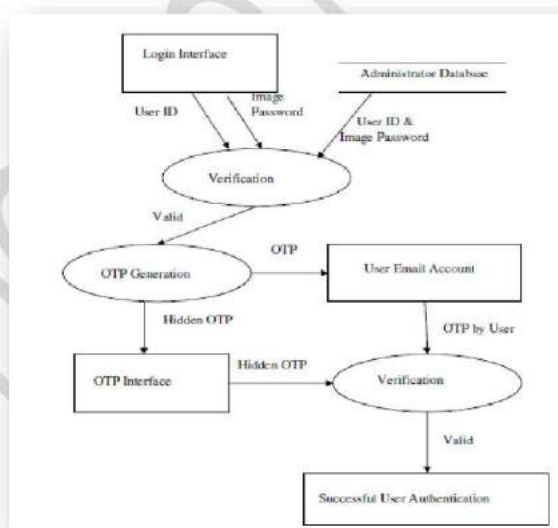 Login Interface
Administrator Database
User ID
Image
Password
User ID &
Image Password
Verification
Valid
OTP Generation
OTP
User Email Account
Hidden OTP
OTP by User
OTP Interface
Hidden OTP
Verification
Valid
Successful User Authentication